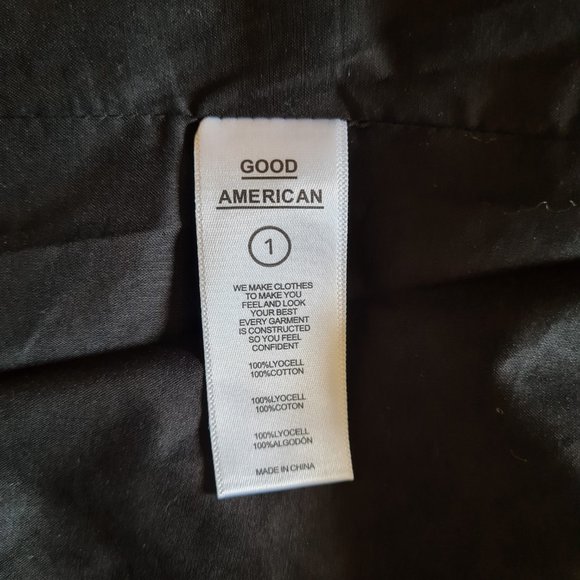 GOOD
AMERICAN
1
WE MAKE CLOTHES
TO MAKE YOU
FEEL AND LOOK
YOUR BEST
EVERY GARMENT
IS CONSTRUCTED
SO YOU FEEL
CONFIDENT
100%LYOCELL
100%COTTON
100%LYOCELL
100%COTON
100%LYOCELL
100%ALGODÓN
MADE IN CHINA